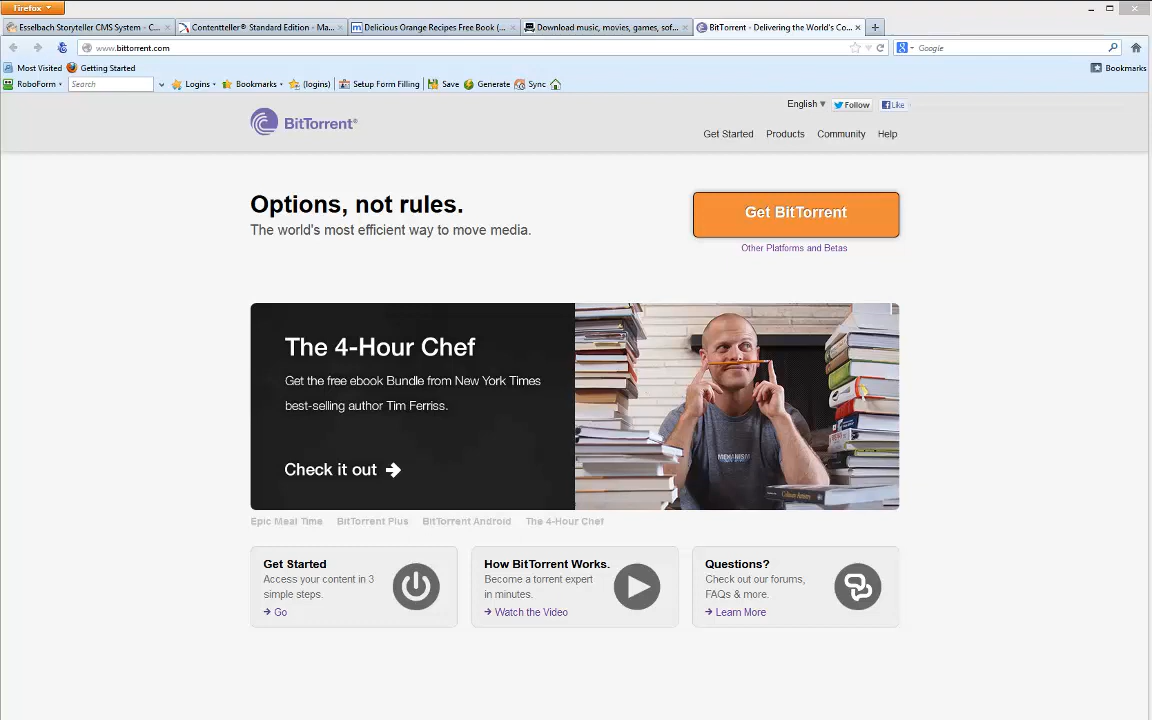 Firefox
Esselbach Storyteller CMS System - C...
Contentteller® Standard Edition - Ma...
Delicious Orange Recipes Free Book (...
Download music, movies, games, sof...
BitTorrent - Delivering the World's Co...
www.bittorrent.com
Google
Most Visited
Getting Started
Bookmarks
RoboForm
Search
Logins
Bookmarks
(logins)
Setup Form Filling
Save
Generate
Sync
English
Follow
Like
BitTorrent®
Get Started
Products
Community
Help
Options, not rules.
The world's most efficient way to move media.
Get BitTorrent
Other Platforms and Betas
The 4-Hour Chef
Get the free ebook Bundle from New York Times
best-selling author Tim Ferriss.
Check it out
Epic Meal Time
BitTorrent Plus
BitTorrent Android
The 4-Hour Chef
Get Started
Access your content in 3
simple steps.
Go
How BitTorrent Works.
Become a torrent expert
in minutes.
Watch the Video
Questions?
Check out our forums,
FAQs & more.
Learn More